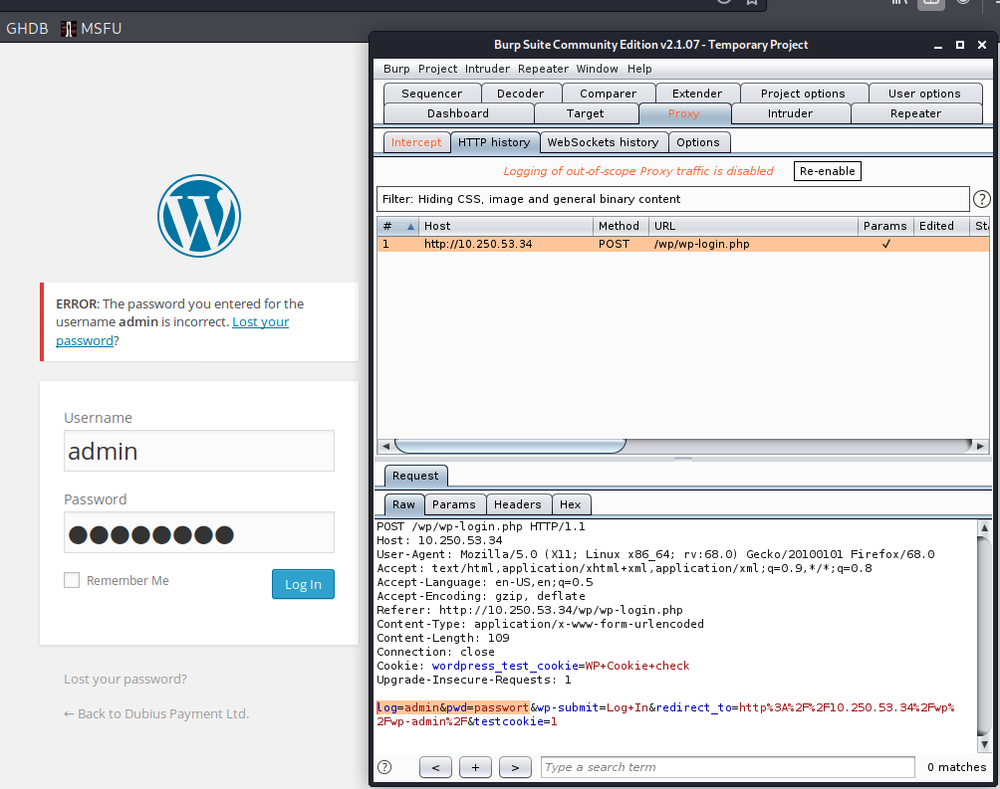 GHDB MSFU
ERROR: The password you entered for the
username admin is incorrect. Lost your
password?
Username
admin
Password
Remember Me
Log In
Lost your password?
← Back to Dubius Payment Ltd.
Burp Suite Community Edition v2.1.07 - Temporary Project
Burp Project Intruder Repeater Window Help
Sequencer Decoder Comparer Extender Project options User options
Dashboard Target Proxy Intruder Repeater
Intercept HTTP history WebSockets history Options
Logging of out-of-scope Proxy traffic is disabled Re-enable
Filter: Hiding CSS, image and general binary content ?
# Host Method URL Params Edited
1 http://10.250.53.34 POST /wp/wp-login.php ✓
Request
Raw Params Headers Hex
POST /wp/wp-login.php HTTP/1.1
Host: 10.250.53.34
User-Agent: Mozilla/5.0 (X11; Linux x86_64; rv:68.0) Gecko/20100101 Firefox/68.0
Accept: text/html,application/xhtml+xml,application/xml;q=0.9,*/*;q=0.8
Accept-Language: en-US,en;q=0.5
Accept-Encoding: gzip, deflate
Referer: http://10.250.53.34/wp/wp-login.php
Content-Type: application/x-www-form-urlencoded
Content-Length: 109
Connection: close
Cookie: wordpress_test_cookie=WP+Cookie+check
Upgrade-Insecure-Requests: 1
log=admin&pwd=passwort&wp-submit=Log+In&redirect_to=http%3A%2F%2F10.250.53.34%2Fwp%
2Fwp-admin%2F&testcookie=1
? < + > Type a search term 0 matches